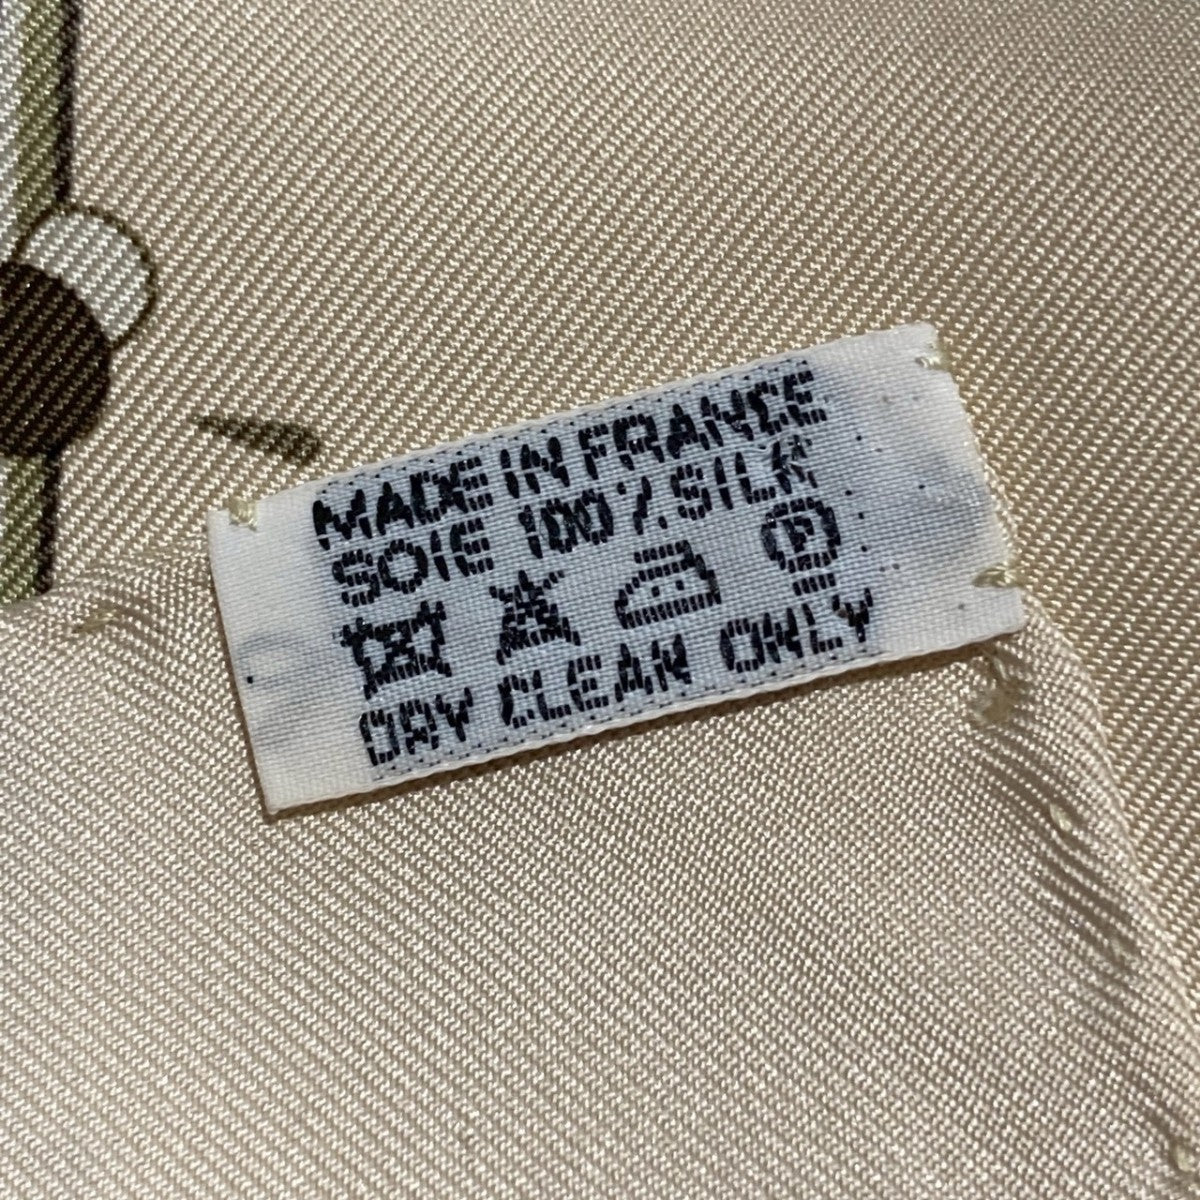 MADE IN FRANCE
SOIE 100% SILK
P
DRY CLEAN ONLY